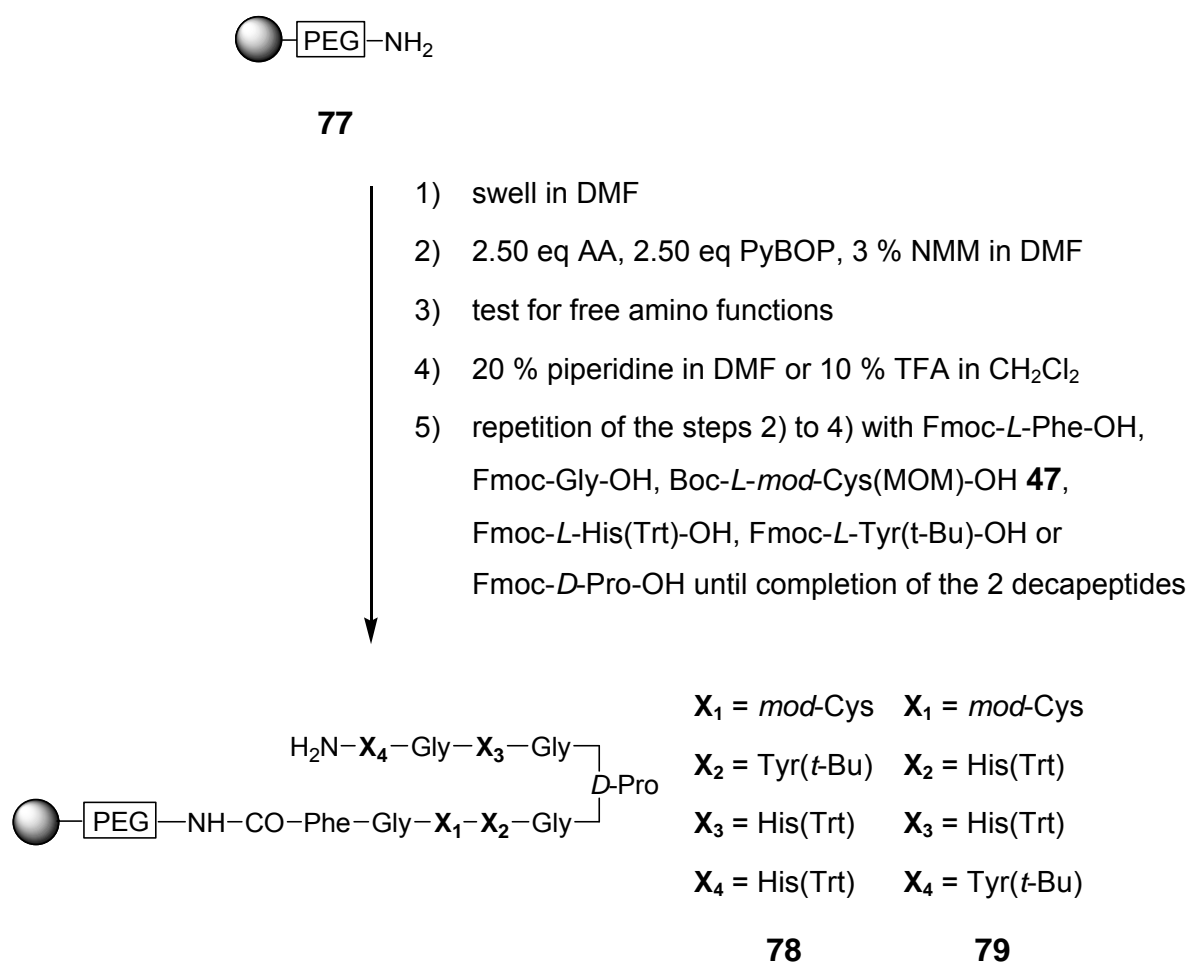 PEG NH2
77
1) swell in DMF
2) 2.50 eq AA, 2.50 eq PyBOP, 3 % NMM in DMF
3) test for free amino functions
4) 20 % piperidine in DMF or 10 % TFA in CH2Cl2
5) repetition of the steps 2) to 4) with Fmoc-L-Phe-OH,
Fmoc-Gly-OH, Boc-L-mod-Cys(MOM)-OH 47,
Fmoc-L-His(Trt)-OH, Fmoc-L-Tyr(t-Bu)-OH or
Fmoc-D-Pro-OH until completion of the 2 decapeptides
H2N-X4-Gly-X3-Gly
D-Pro
PEG-NH-CO-Phe-Gly-X1-X2-Gly
X1 = mod-Cys X1 = mod-Cys
X2 = Tyr(t-Bu) X2 = His(Trt)
X3 = His(Trt) X3 = His(Trt)
X4 = His(Trt) X4 = Tyr(t-Bu)
78 79